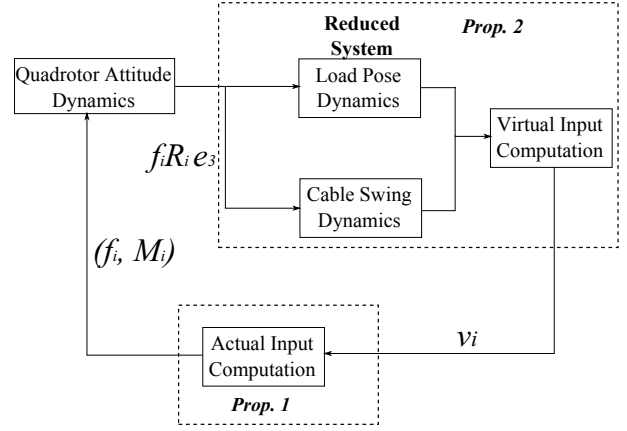 Reduced
System
Prop. 2
Quadrotor Attitude
Dynamics
Load Pose
Dynamics
Virtual Input
Computation
fᵢRᵢ e₃
Cable Swing
Dynamics
(fᵢ, Mᵢ)
vᵢ
Actual Input
Computation
Prop. 1